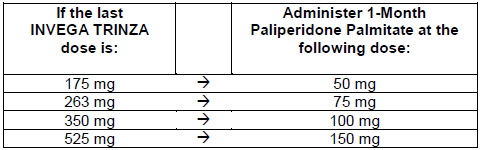 If the last
INVEGA TRINZA
dose is:
Administer 1-Month
Paliperidone Palmitate at the
following dose:
175 mg → 50 mg
263 mg → 75 mg
350 mg → 100 mg
525 mg → 150 mg